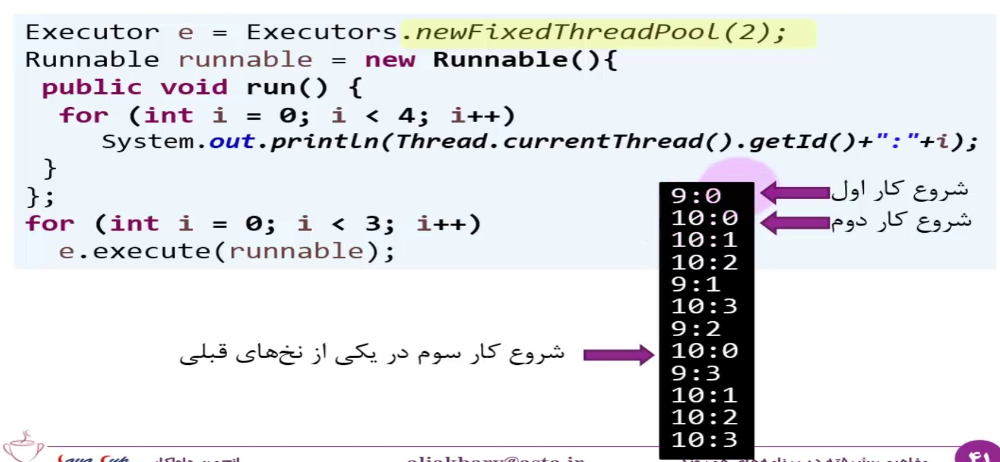 Executor e = Executors.newFixedThreadPool(2);
Runnable runnable = new Runnable(){
public void run() {
for (int i = 0; i < 4; i++)
System.out.println(Thread.currentThread().getId()+":"+i);
}
};
for (int i = 0; i < 3; i++)
e.execute(runnable);
9:0
شروع کار اول
10:0
شروع کار دوم
10:1
10:2
9:1
10:3
9:2
10:0
شروع کار سوم در یکی از نخ‌های قبلی
9:3
10:1
10:2
10:3
۴۱